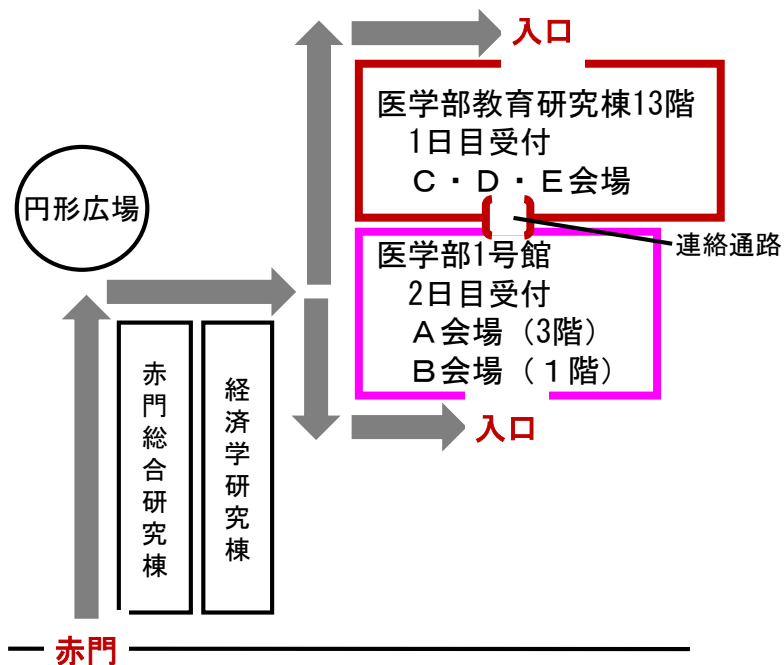 入口
医学部教育研究棟13階
1日目受付
C・D・E会場
円形広場
連絡通路
医学部1号館
2日目受付
A会場（3階）
B会場（１階）
入口
赤門総合研究棟
経済学研究棟
赤門